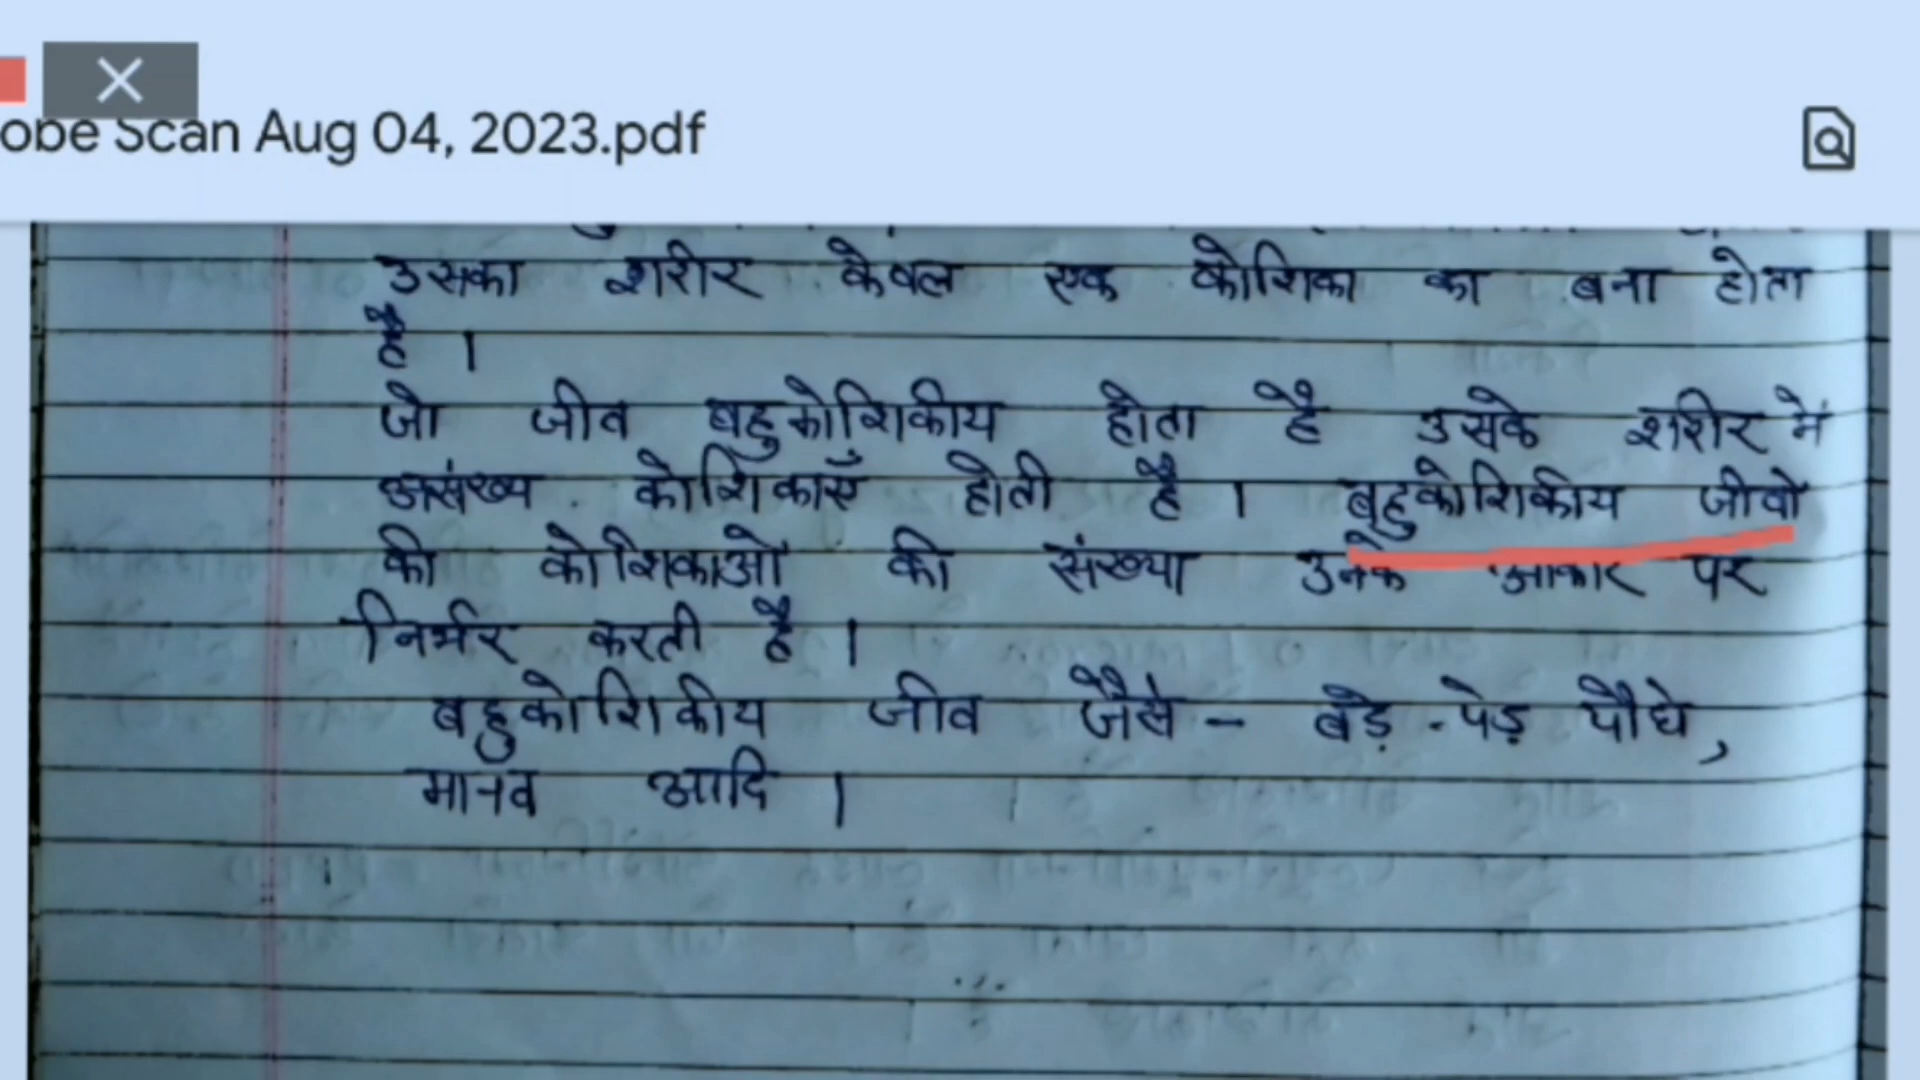 obe Scan Aug 04, 2023.pdf
उसका शरीर केवल एक कोशिका का बना होता
है ।
जो जीव बहुकोशिकीय होता है उसके शरीर में
असंख्य कोशिकाएँ होती है । बहुकोशिकीय जीवो
की कोशिकाओ की संख्या उनके आकार पर
निर्भर करती है ।
बहुकोशिकीय जीव जैसे - बड़े - पेड़ पौधे,
मानव आदि ।